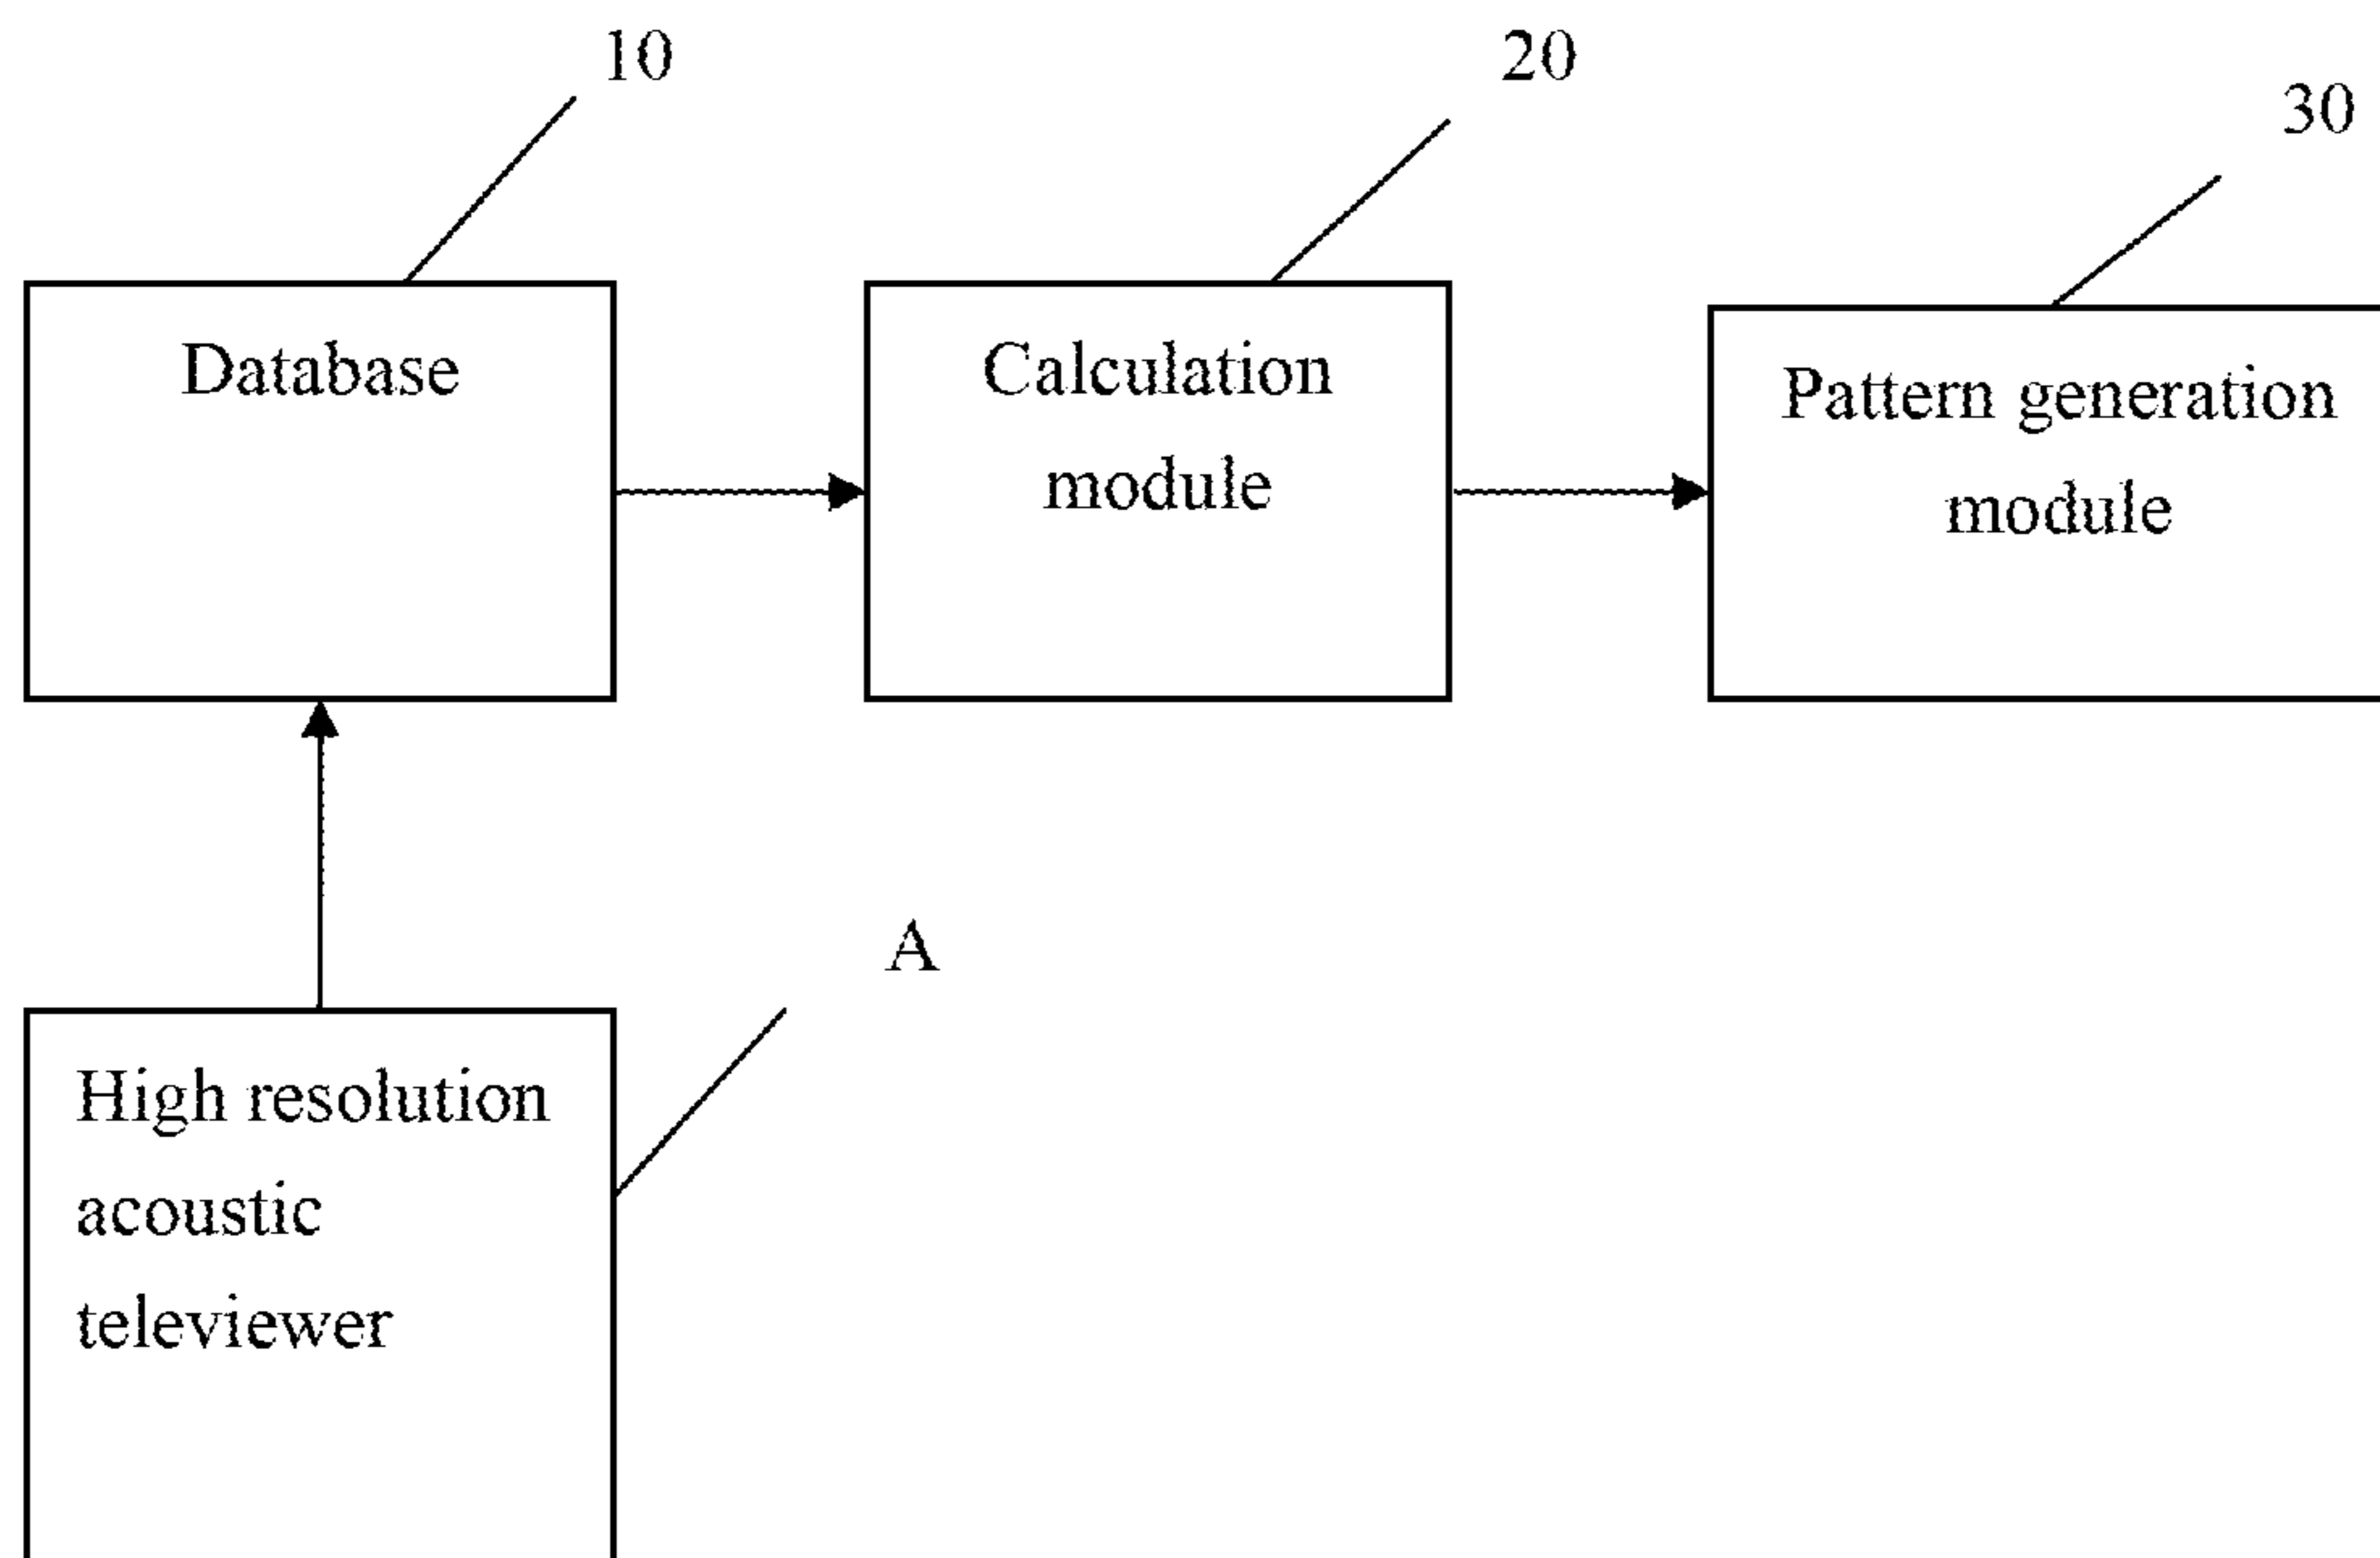 10
20
30
Database
Calculation
module
Pattern generation
module
A
High resolution
acoustic
televiewer